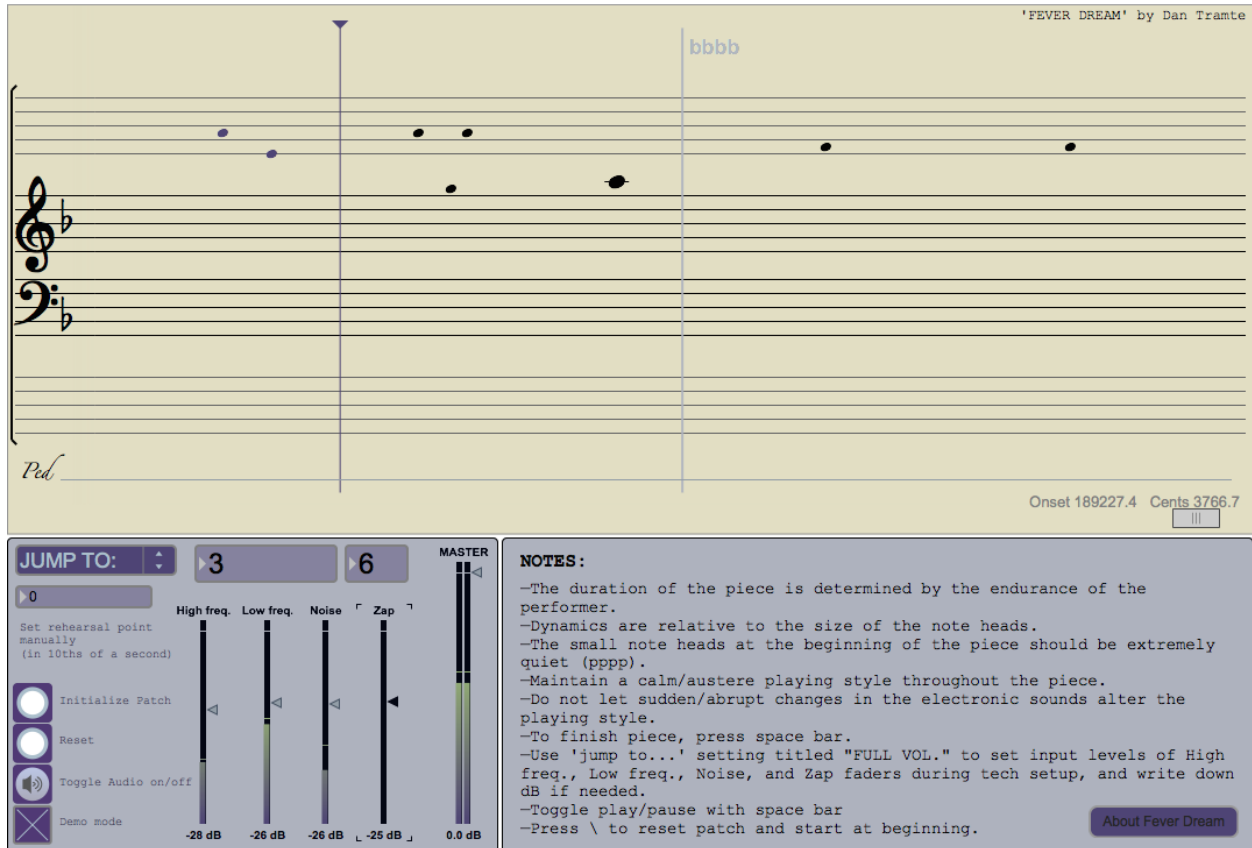 'FEVER DREAM' by Dan Tramte
bbbb
Ped
Onset 189227.4 Cents 3766.7
JUMP TO:
3
6
MASTER
0
High freq. Low freq. Noise Zap
Set rehearsal point
manually
(in 10ths of a second)
Initialize Patch
Reset
Toggle Audio on/off
Demo mode
-28 dB -26 dB -26 dB -25 dB 0.0 dB
NOTES:
—The duration of the piece is determined by the endurance of the
performer.
—Dynamics are relative to the size of the note heads.
—The small note heads at the beginning of the piece should be extremely
quiet (pppp).
—Maintain a calm/austere playing style throughout the piece.
—Do not let sudden/abrupt changes in the electronic sounds alter the
playing style.
—To finish piece, press space bar.
—Use 'jump to...' setting titled "FULL VOL." to set input levels of High
freq., Low freq., Noise, and Zap faders during tech setup, and write down
dB if needed.
—Toggle play/pause with space bar
—Press \ to reset patch and start at beginning.
About Fever Dream